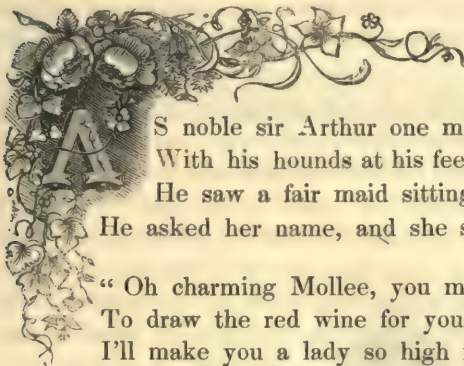 AS noble sir Arthur one m
With his hounds at his fee
He saw a fair maid sitting
He asked her name, and she s
“ Oh charming Mollee, you m
To draw the red wine for you
I'll make you a lady so high